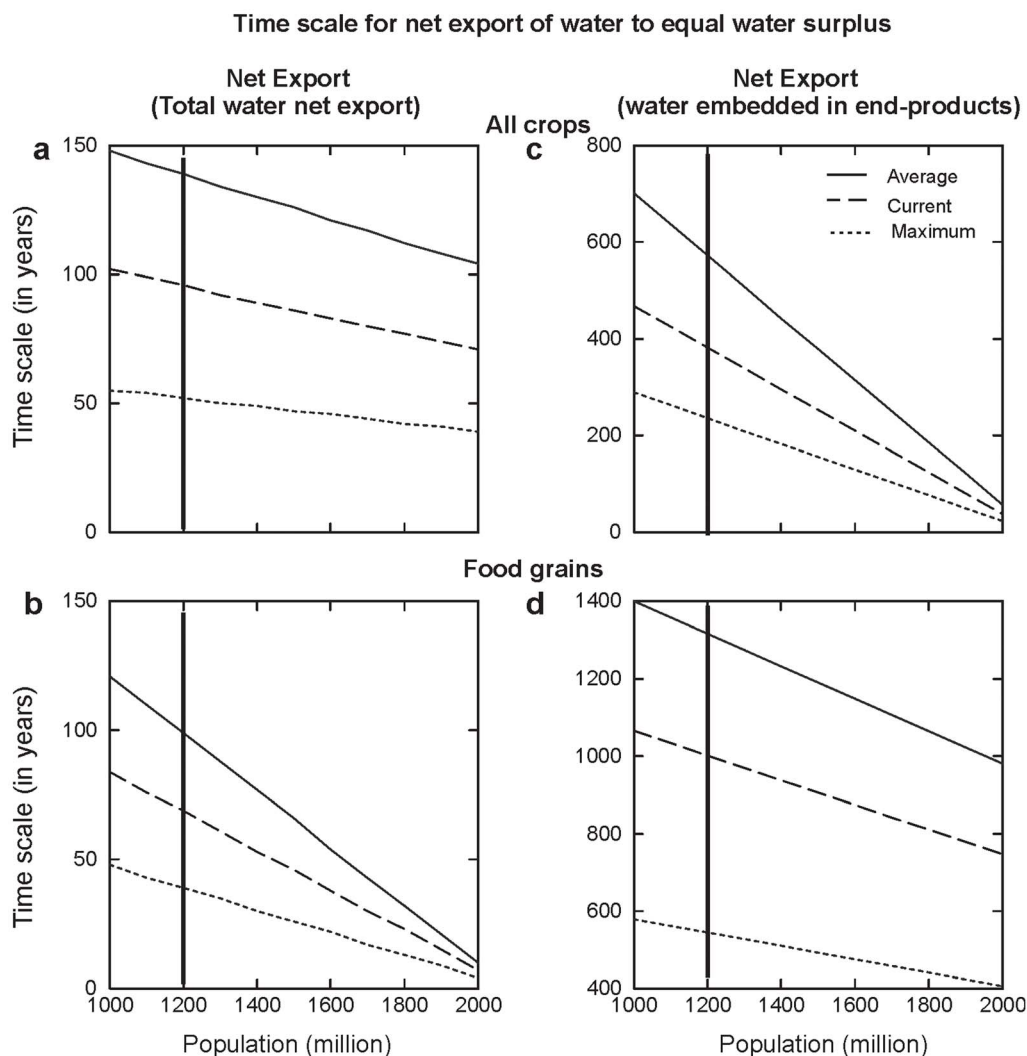 Time scale for net export of water to equal water surplus
Net Export
(Total water net export)
Net Export
(water embedded in end-products)
All crops
a
150
100
50
0
Time scale (in years)
c
800
600
400
200
0
Average
Current
Maximum
Food grains
b
150
100
50
0
Time scale (in years)
1000 1200 1400 1600 1800 2000
Population (million)
d
1400
1200
1000
800
600
400
1000 1200 1400 1600 1800 2000
Population (million)